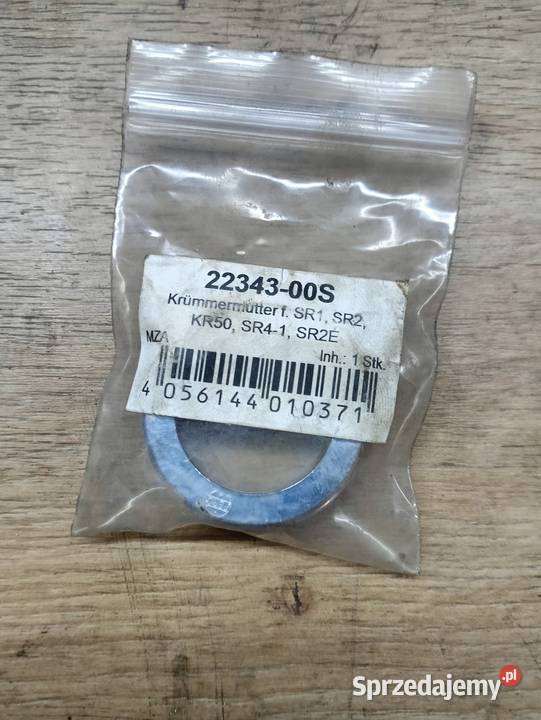 22343-00S
Krümmermutter f. SR1, SR2,
KR50, SR4-1, SR2E
MZA
Inh.: 1 Stk.
4 056144 010371
Sprzedajemy.pl